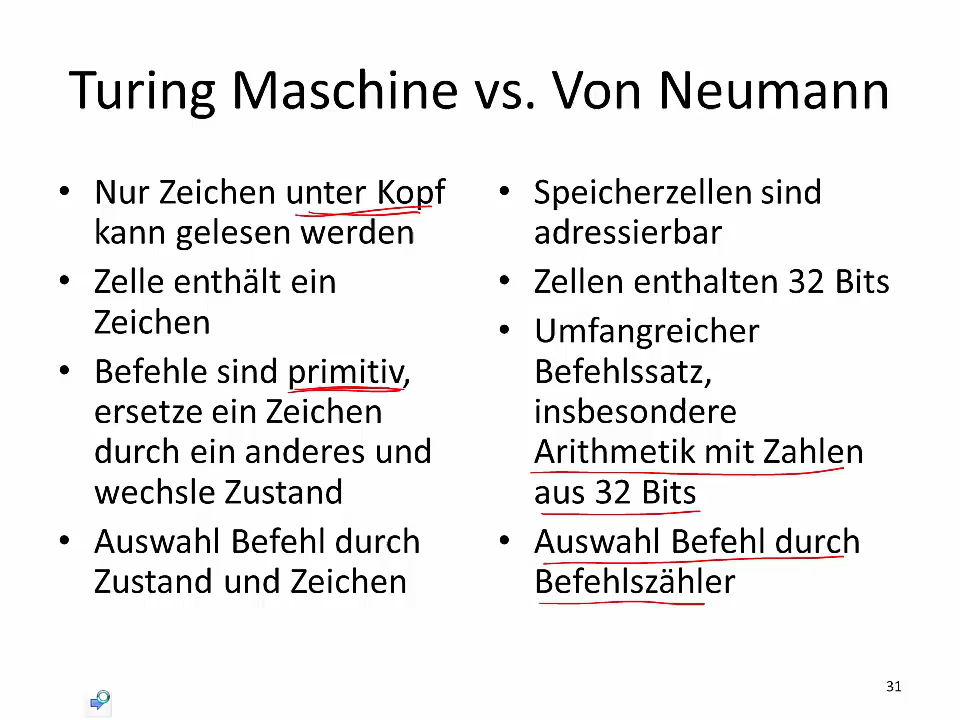 Turing Maschine vs. Von Neumann
• Nur Zeichen unter Kopf
kann gelesen werden
• Zelle enthält ein
Zeichen
• Befehle sind primitiv,
ersetze ein Zeichen
durch ein anderes und
wechsle Zustand
• Auswahl Befehl durch
Zustand und Zeichen
• Speicherzellen sind
adressierbar
• Zellen enthalten 32 Bits
• Umfangreicher
Befehlssatz,
insbesondere
Arithmetik mit Zahlen
aus 32 Bits
• Auswahl Befehl durch
Befehlszähler
31